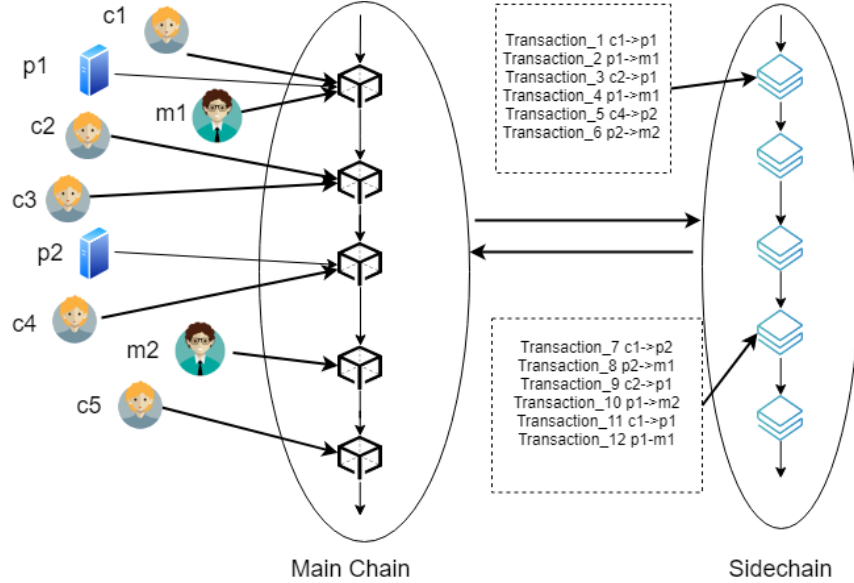 c1
p1
m1
c2
c3
p2
c4
m2
c5
Transaction_1 c1->p1
Transaction_2 p1->m1
Transaction_3 c2->p1
Transaction_4 p1->m1
Transaction_5 c4->p2
Transaction_6 p2->m2
Transaction_7 c1->p2
Transaction_8 p2->m1
Transaction_9 c2->p1
Transaction_10 p1->m2
Transaction_11 c1->p1
Transaction_12 p1-m1
Main Chain
Sidechain